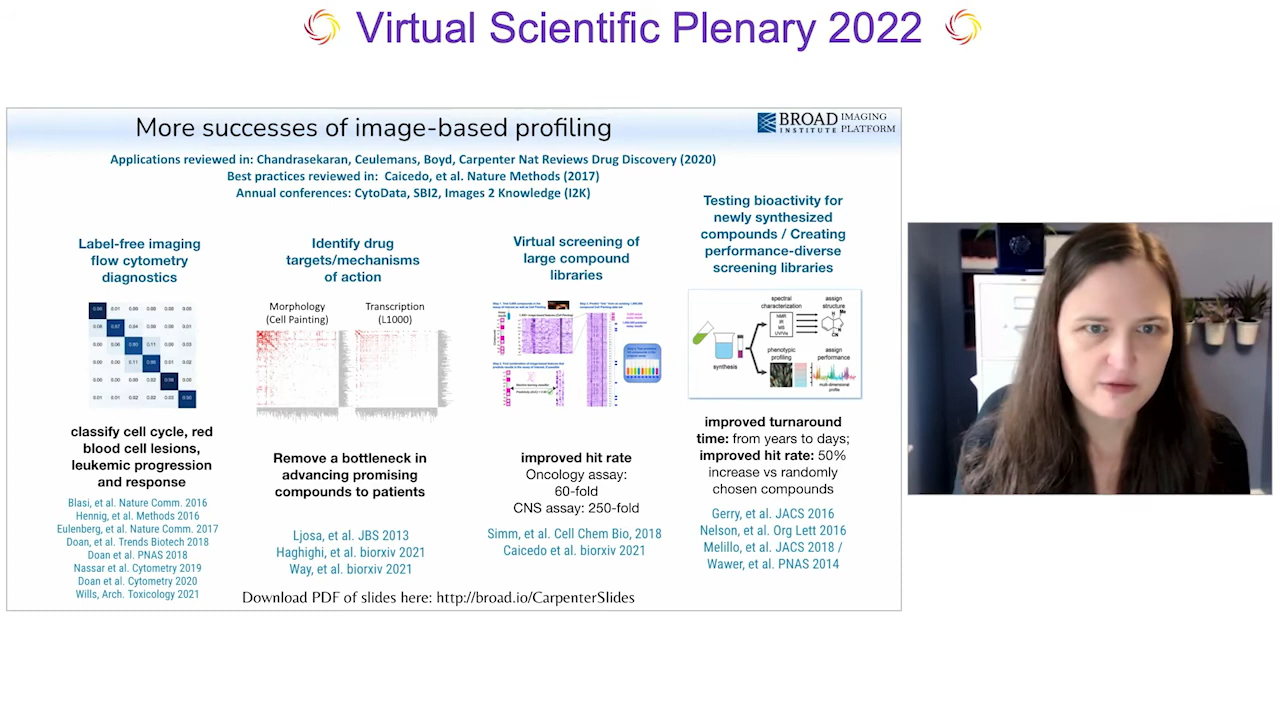 Virtual Scientific Plenary 2022
More successes of image-based profiling
BROAD
INSTITUTE
IMAGING
PLATFORM
Applications reviewed in: Chandrasekaran, Ceulemans, Boyd, Carpenter Nat Reviews Drug Discovery (2020)
Best practices reviewed in: Caicedo, et al. Nature Methods (2017)
Annual conferences: CytoData, SBI2, Images 2 Knowledge (I2K)
Label-free imaging
flow cytometry
diagnostics
classify cell cycle, red
blood cell lesions,
leukemic progression
and response
Blasi, et al. Nature Comm. 2016
Hennig, et al. Methods 2016
Eulenberg, et al. Nature Comm. 2017
Doan, et al. Trends Biotech 2018
Doan et al. PNAS 2018
Nassar et al. Cytometry 2019
Doan et al. Cytometry 2020
Wills, Arch. Toxicology 2021
Identify drug
targets/mechanisms
of action
Morphology
(Cell Painting)
Transcription
(L1000)
Remove a bottleneck in
advancing promising
compounds to patients
Ljosa, et al. JBS 2013
Haghighi, et al. biorxiv 2021
Way, et al. biorxiv 2021
Virtual screening of
large compound
libraries
improved hit rate
Oncology assay:
60-fold
CNS assay: 250-fold
Simm, et al. Cell Chem Bio, 2018
Caicedo et al. biorxiv 2021
Testing bioactivity for
newly synthesized
compounds / Creating
performance-diverse
screening libraries
spectral
characterization
assign
structure
NMR
IR
MS
UV/Vis
Me
CN
synthesis
phenotypic
profiling
assign
performance
multi-dimensional
profile
improved turnaround
time: from years to days;
improved hit rate: 50%
increase vs randomly
chosen compounds
Gerry, et al. JACS 2016
Nelson, et al. Org Lett 2016
Melillo, et al. JACS 2018 /
Wawer, et al. PNAS 2014
Download PDF of slides here: http://broad.io/CarpenterSlides